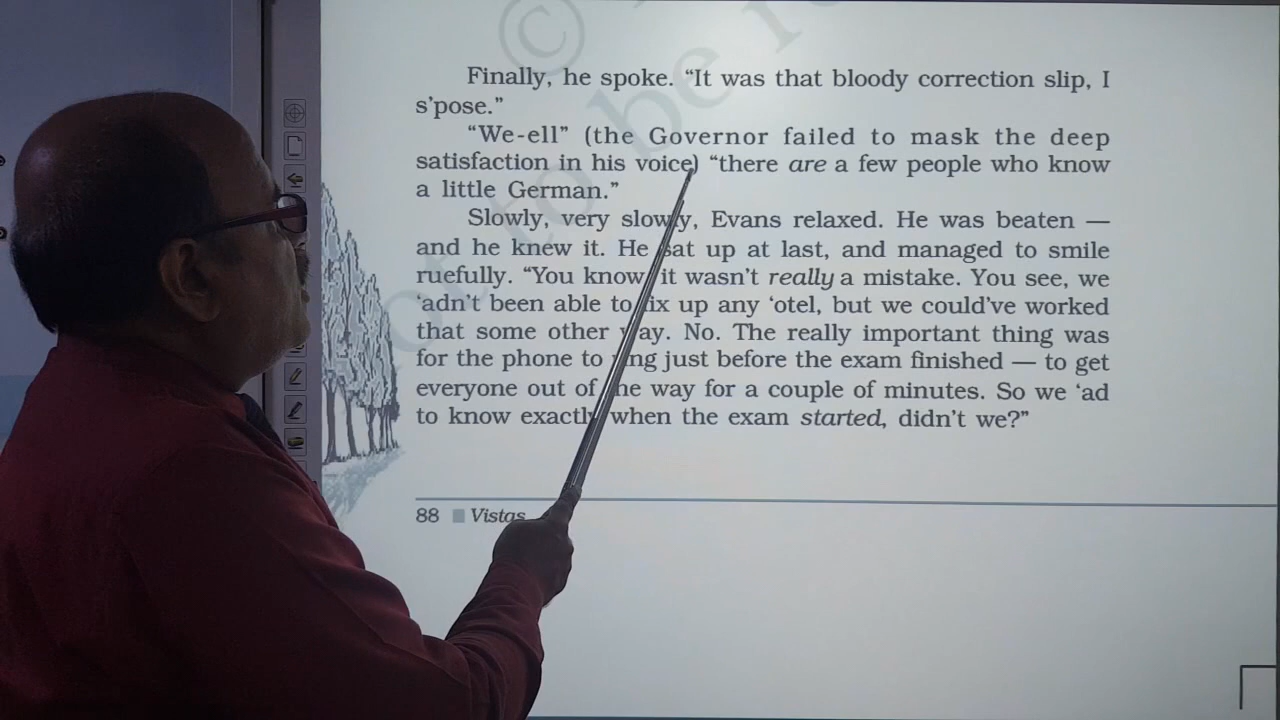 Finally, he spoke. “It was that bloody correction slip, I
s’pose.”
“We-ell” (the Governor failed to mask the deep
satisfaction in his voice) “there are a few people who know
a little German.”
Slowly, very slowly, Evans relaxed. He was beaten —
and he knew it. He sat up at last, and managed to smile
ruefully. “You know it wasn’t really a mistake. You see, we
‘adn’t been able to fix up any ‘otel, but we could’ve worked
that some other way. No. The really important thing was
for the phone to ring just before the exam finished — to get
everyone out of the way for a couple of minutes. So we ‘ad
to know exactly when the exam started, didn’t we?”
88 Vistas
© 
not to be re